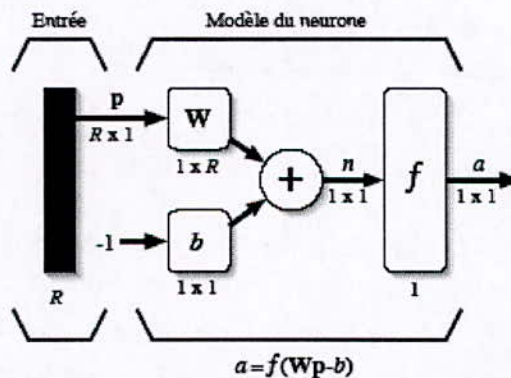 Entrée Modèle du neurone
p
R x 1
W
1 x R
+
n
1 x 1
f
a
1 x 1
-1
b
R
1 x 1
1
a=f(Wp-b)